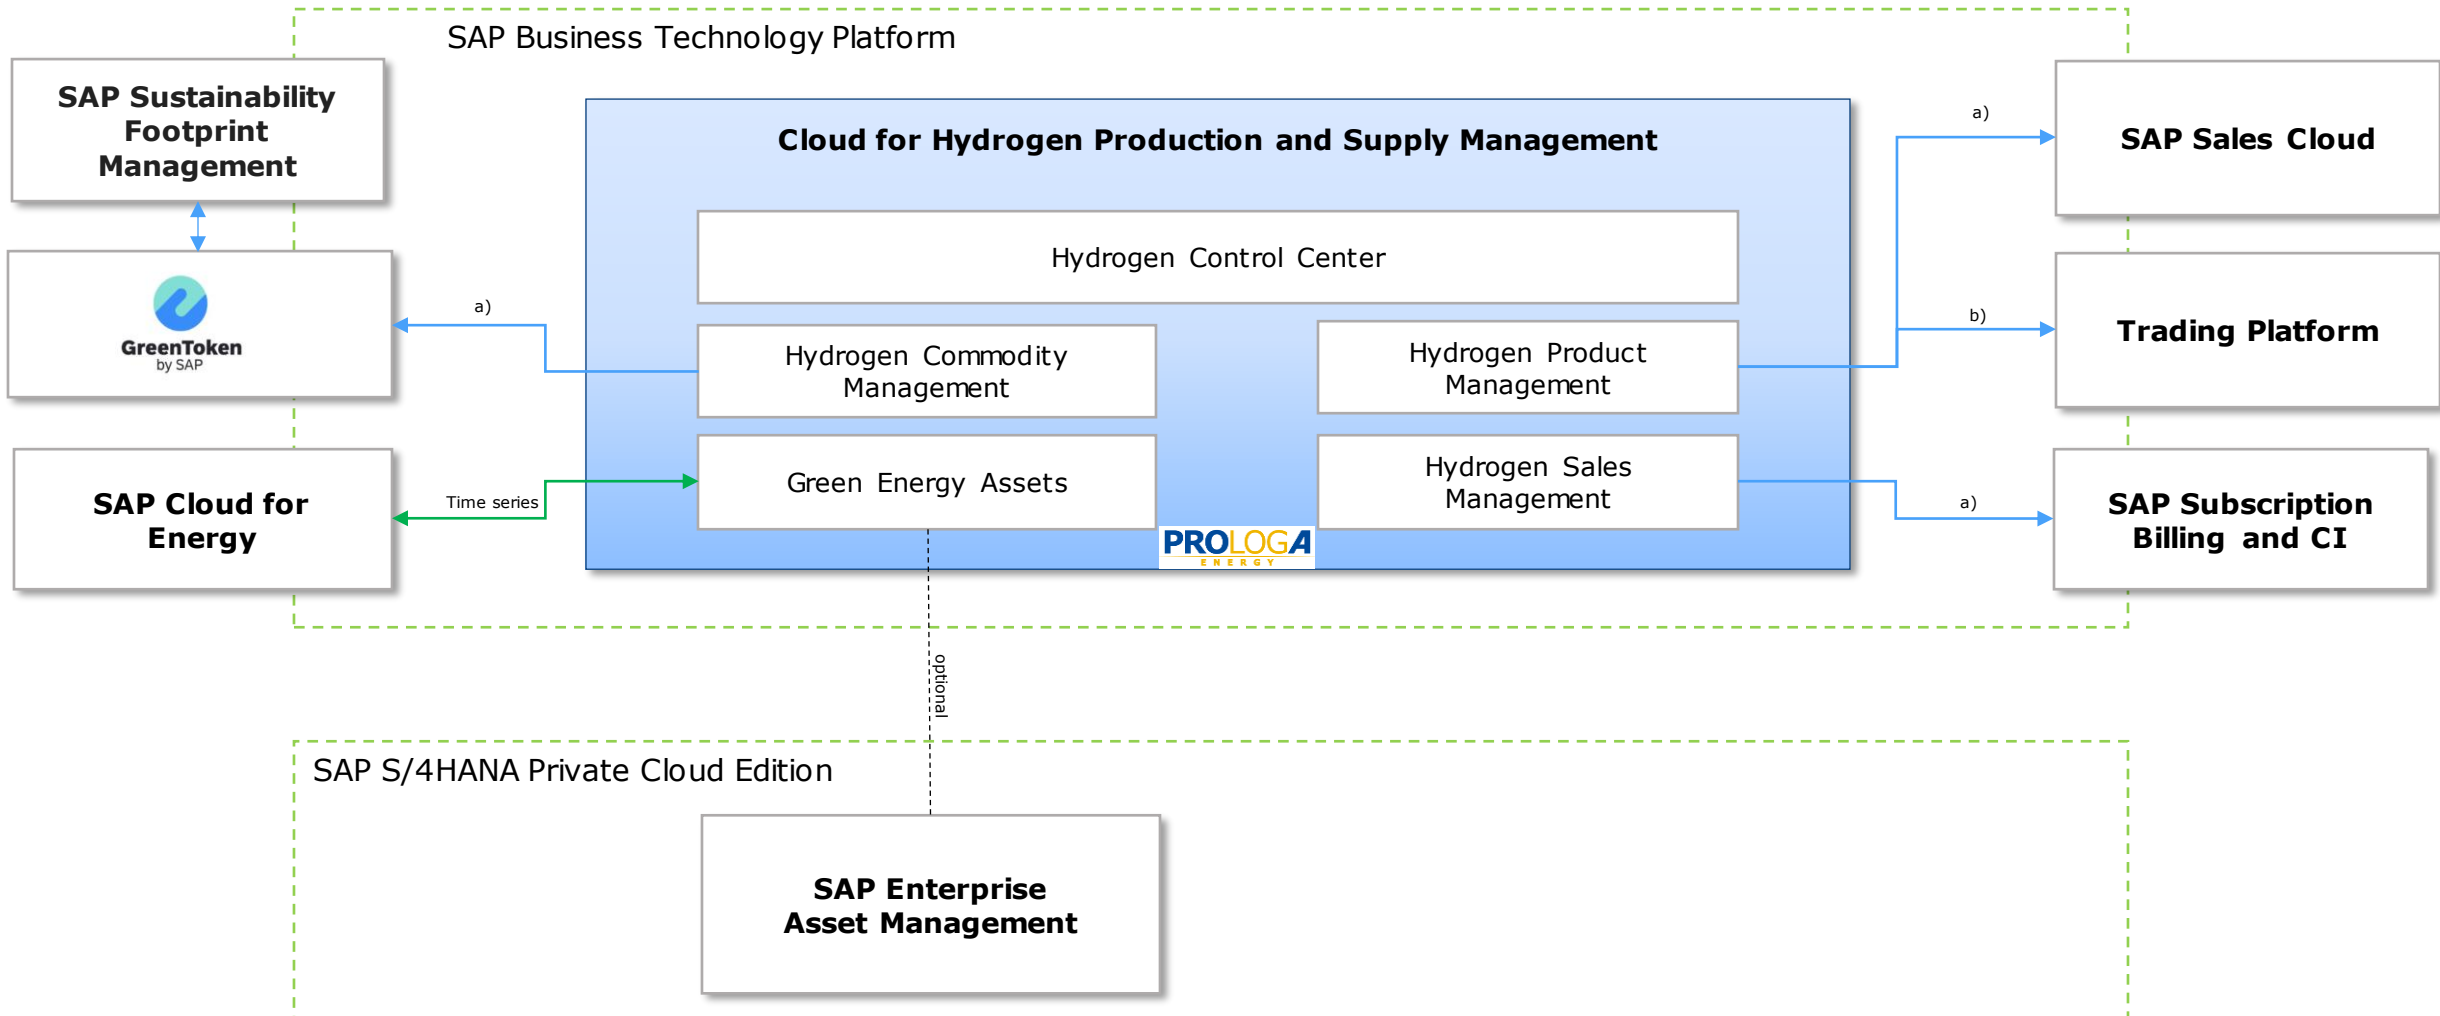 SAP Business Technology Platform
SAP Sustainability
Footprint
Management
GreenToken
by SAP
SAP Cloud for
Energy
a)
Time series
Cloud for Hydrogen Production and Supply Management
Hydrogen Control Center
Hydrogen Commodity
Management
Hydrogen Product
Management
Green Energy Assets
Hydrogen Sales
Management
PROLOGA
ENERGY
a)
b)
a)
SAP Sales Cloud
Trading Platform
SAP Subscription
Billing and CI
optional
SAP S/4HANA Private Cloud Edition
SAP Enterprise
Asset Management